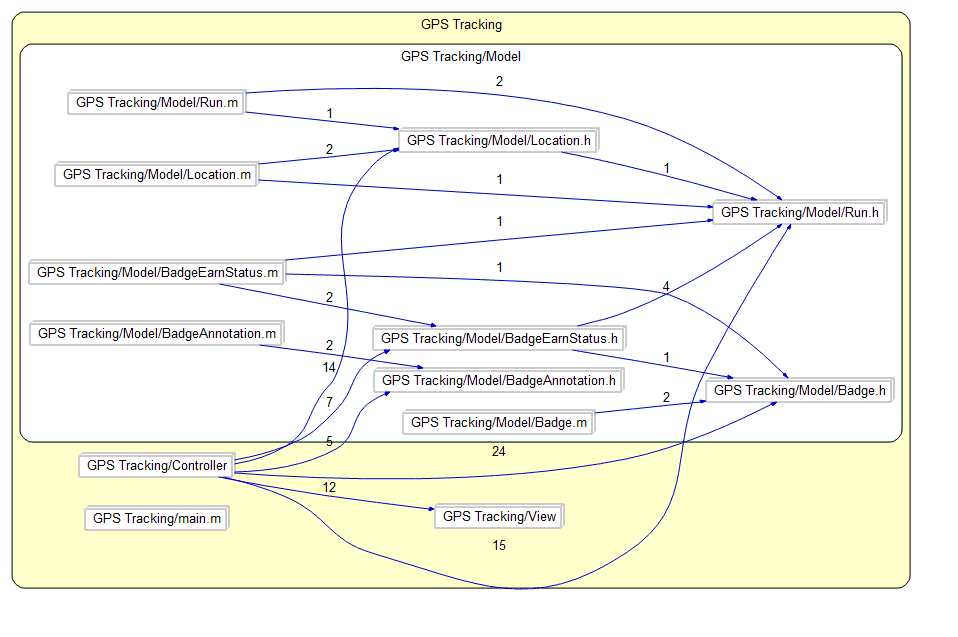 GPS Tracking
GPS Tracking/Model
2
GPS Tracking/Model/Run.m
1
GPS Tracking/Model/Location.h
2
1
GPS Tracking/Model/Location.m
1
GPS Tracking/Model/Run.h
1
GPS Tracking/Model/BadgeEarnStatus.m
1
4
2
GPS Tracking/Model/BadgeAnnotation.m
GPS Tracking/Model/BadgeEarnStatus.h
2
1
14
GPS Tracking/Model/BadgeAnnotation.h
GPS Tracking/Model/Badge.h
7
2
GPS Tracking/Model/Badge.m
5
24
GPS Tracking/Controller
12
GPS Tracking/main.m
GPS Tracking/View
15